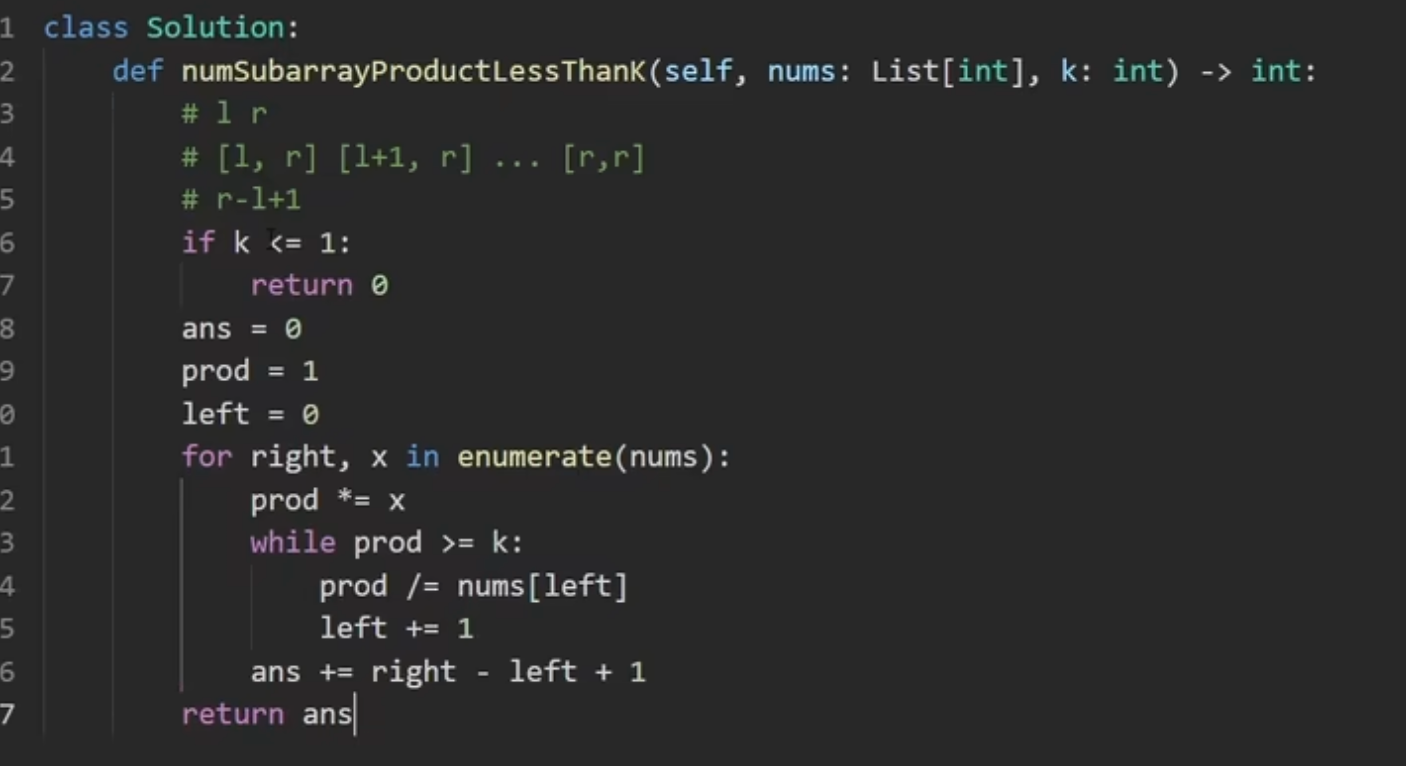 1 class Solution:
2     def numSubarrayProductLessThanK(self, nums: List[int], k: int) -> int:
3         # l r
4         # [l, r] [l+1, r] ... [r,r]
5         # r-l+1
6         if k <= 1:
7             return 0
8         ans = 0
9         prod = 1
0         left = 0
1         for right, x in enumerate(nums):
2             prod *= x
3             while prod >= k:
4                 prod /= nums[left]
5                 left += 1
6             ans += right - left + 1
7         return ans